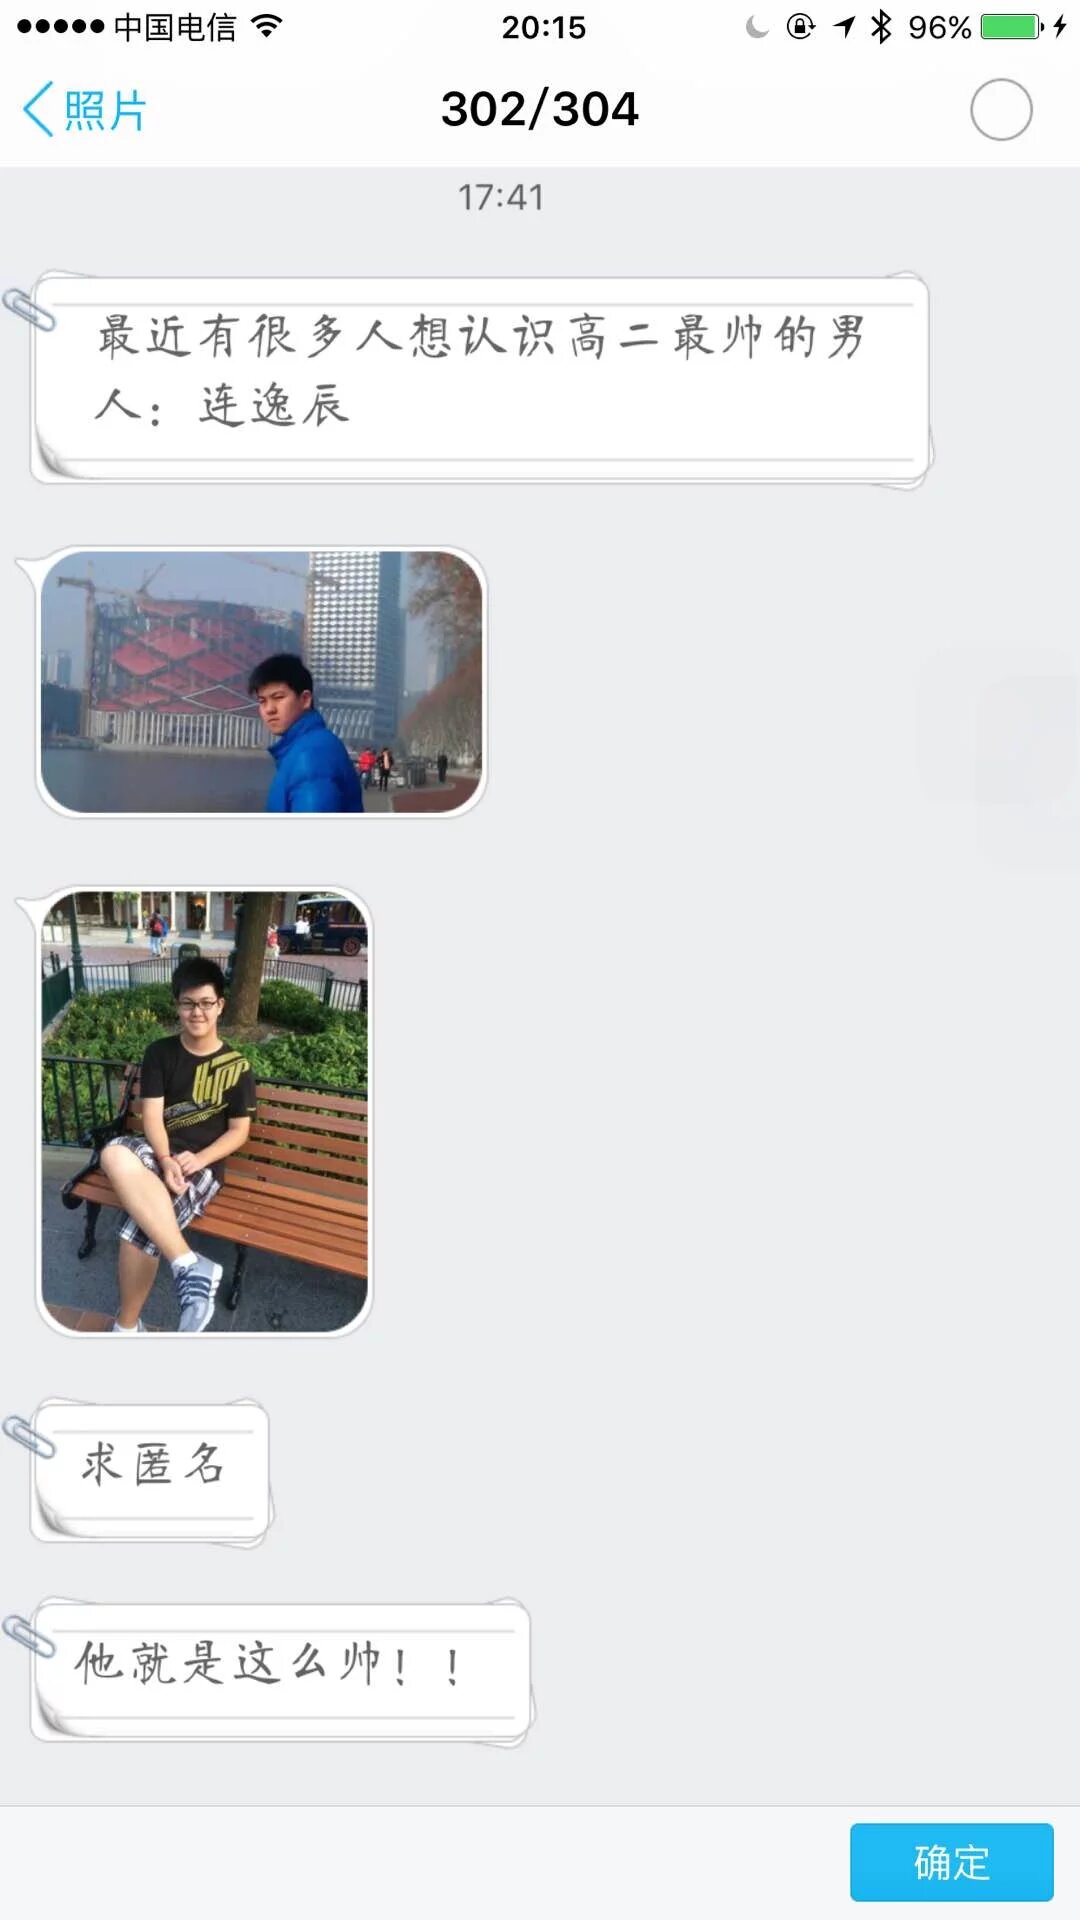 中国电信
20:15
96%
照片
302/304
17:41
最近有很多人想认识高二最帅的男
人：连逸辰
求匿名
他就是这么帅！！
确定